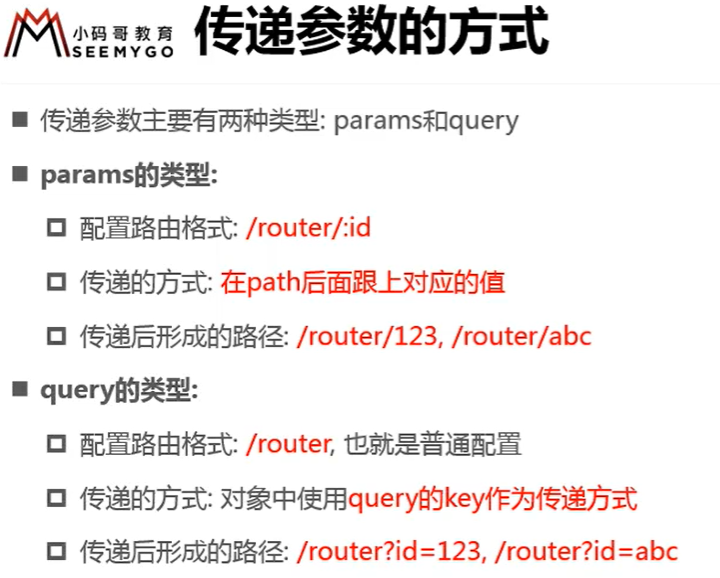 小码哥教育
SEEMYGO
传递参数的方式
传递参数主要有两种类型: params和query
params的类型:
配置路由格式: /router/:id
传递的方式: 在path后面跟上对应的值
传递后形成的路径: /router/123, /router/abc
query的类型:
配置路由格式: /router, 也就是普通配置
传递的方式: 对象中使用query的key作为传递方式
传递后形成的路径: /router?id=123, /router?id=abc